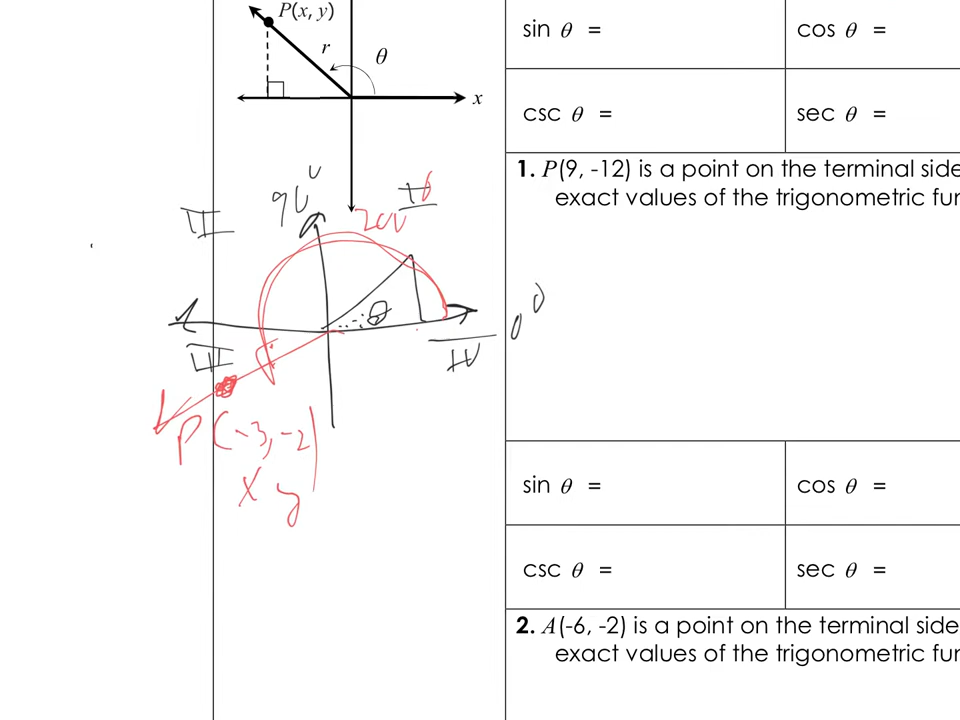 P(x, y)
r
θ
x
sin θ =
cos θ =
csc θ =
sec θ =
1. P(9, -12) is a point on the terminal side
exact values of the trigonometric fun
90°
II
200°
I
θ
0°
III
IV
P(-3,-2)
x y
sin θ =
cos θ =
csc θ =
sec θ =
2. A(-6, -2) is a point on the terminal side
exact values of the trigonometric fun